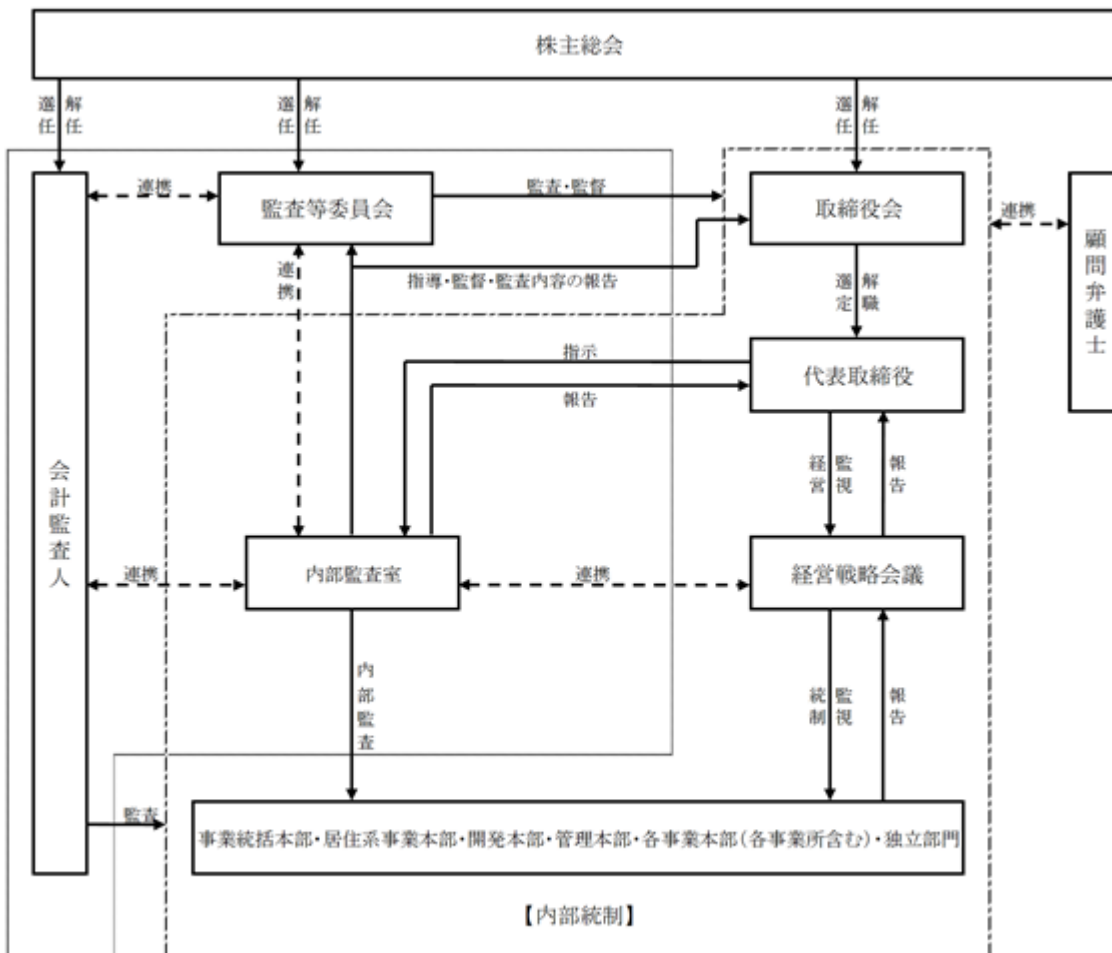 株主総会
選任
解任
選任
解任
選任
解任
連携
監査等委員会
監査・監督
取締役会
連携
顧問弁護士
連携
指導・監督・監査内容の報告
選定
解職
指示
代表取締役
報告
会計監査人
経営
監視
報告
連携
内部監査室
連携
経営戦略会議
内部監査
統制
監視
報告
監査
事業統括本部・居住系事業本部・開発本部・管理本部・各事業本部(各事業所含む)・独立部門
【内部統制】